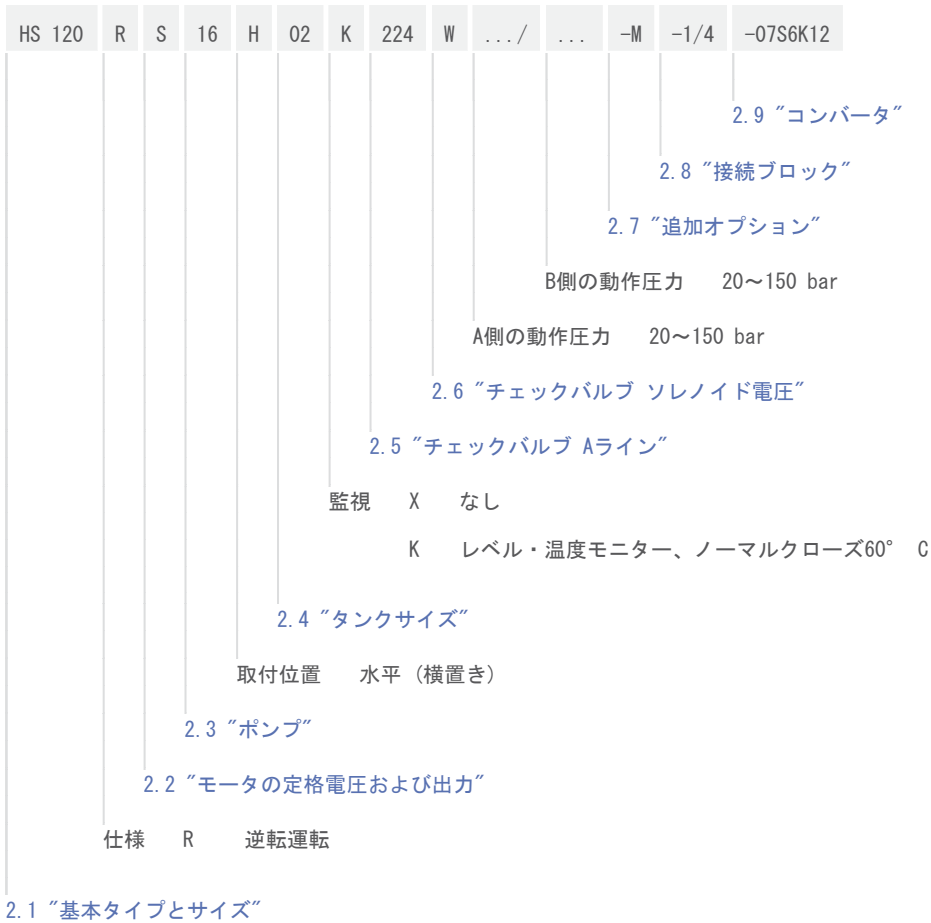 HS 120 R S 16 H 02 K 224 W .../ ... -M -1/4 -07S6K12
2.9 "コンバータ"
2.8 "接続ブロック"
2.7 "追加オプション"
B側の動作圧力 20～150 bar
A側の動作圧力 20～150 bar
2.6 "チェックバルブ ソレノイド電圧"
2.5 "チェックバルブ Aライン"
監視 X なし
K レベル・温度モニター、ノーマルクローズ60° C
2.4 "タンクサイズ"
取付位置 水平（横置き）
2.3 "ポンプ"
2.2 "モータの定格電圧および出力"
仕様 R 逆転運転
2.1 "基本タイプとサイズ"